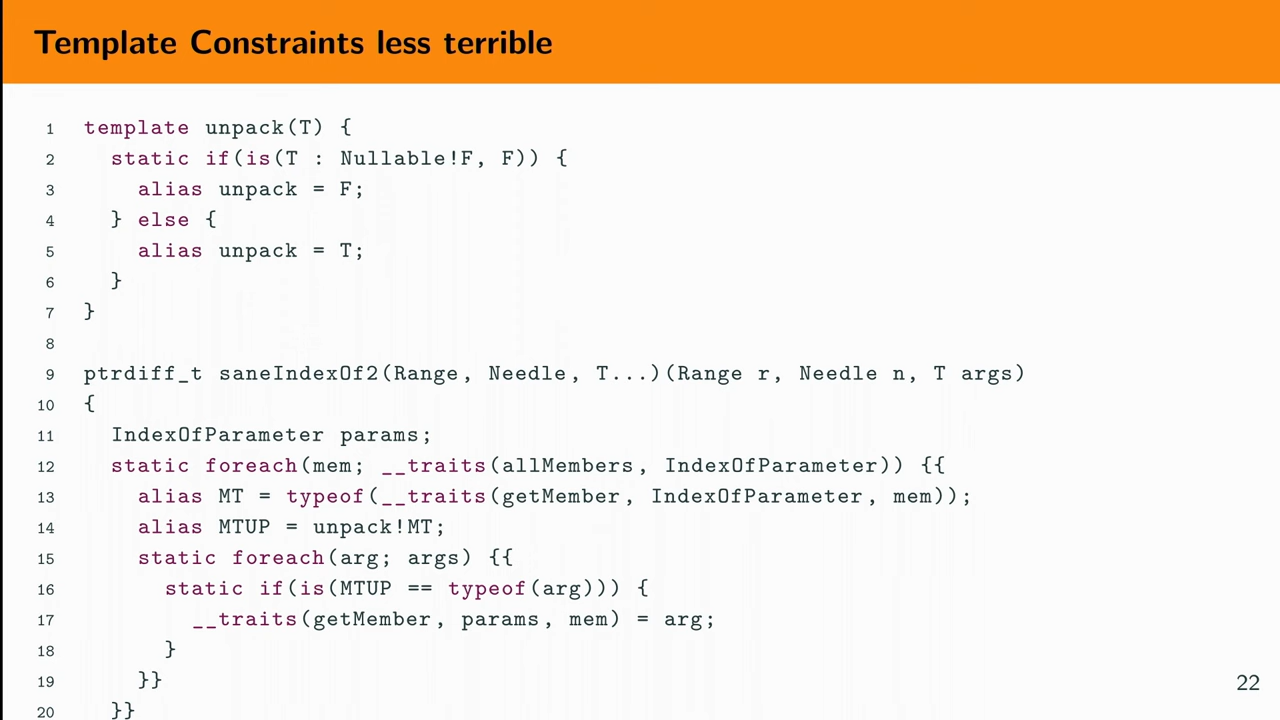 Template Constraints less terrible
1 template unpack(T) {
2 static if(is(T : Nullable!F, F)) {
3 alias unpack = F;
4 } else {
5 alias unpack = T;
6 }
7 }
8
9 ptrdiff_t saneIndexOf2(Range, Needle, T...)(Range r, Needle n, T args)
10 {
11 IndexOfParameter params;
12 static foreach(mem; __traits(allMembers, IndexOfParameter)) {{
13 alias MT = typeof(__traits(getMember, IndexOfParameter, mem));
14 alias MTUP = unpack!MT;
15 static foreach(arg; args) {{
16 static if(is(MTUP == typeof(arg))) {
17 __traits(getMember, params, mem) = arg;
18 }
19 }}
20 }}
22